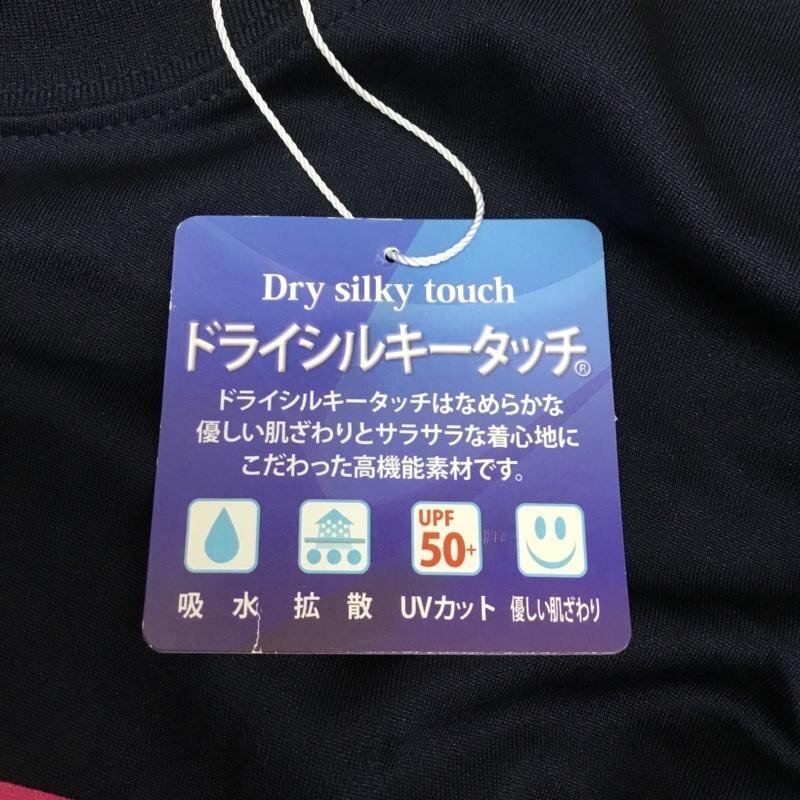 Dry silky touch
ドライシルキータッチ®
ドライシルキータッチはなめらかな
優しい肌ざわりとサラサラな着心地に
こだわった高機能素材です。
UPF
50+
吸水 拡散 UVカット 優しい肌ざわり